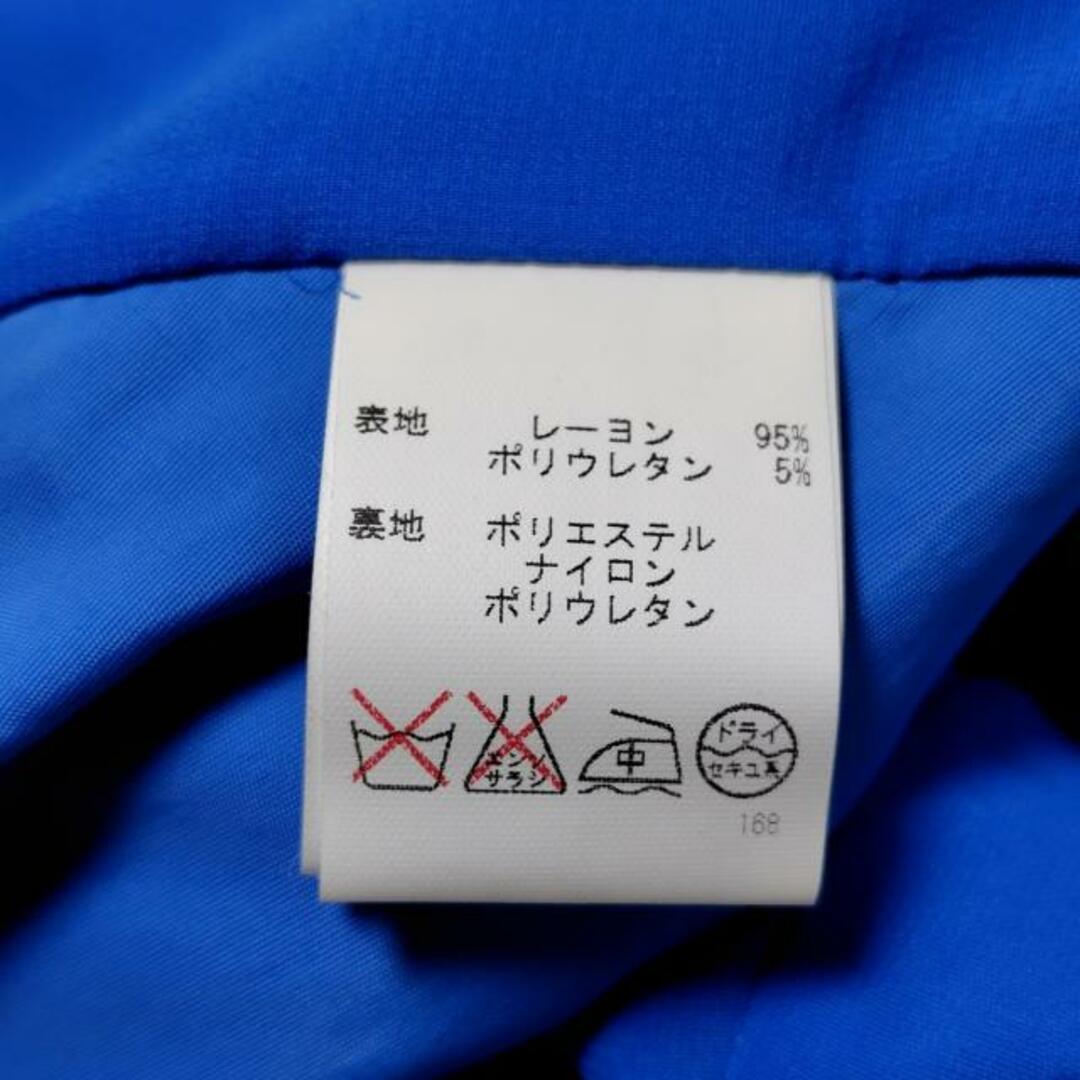 表地 レーヨン 95%
ポリウレタン 5%
裏地 ポリエステル
ナイロン
ポリウレタン
エンソ
サラシ
中
ドライ
セキユ系
168